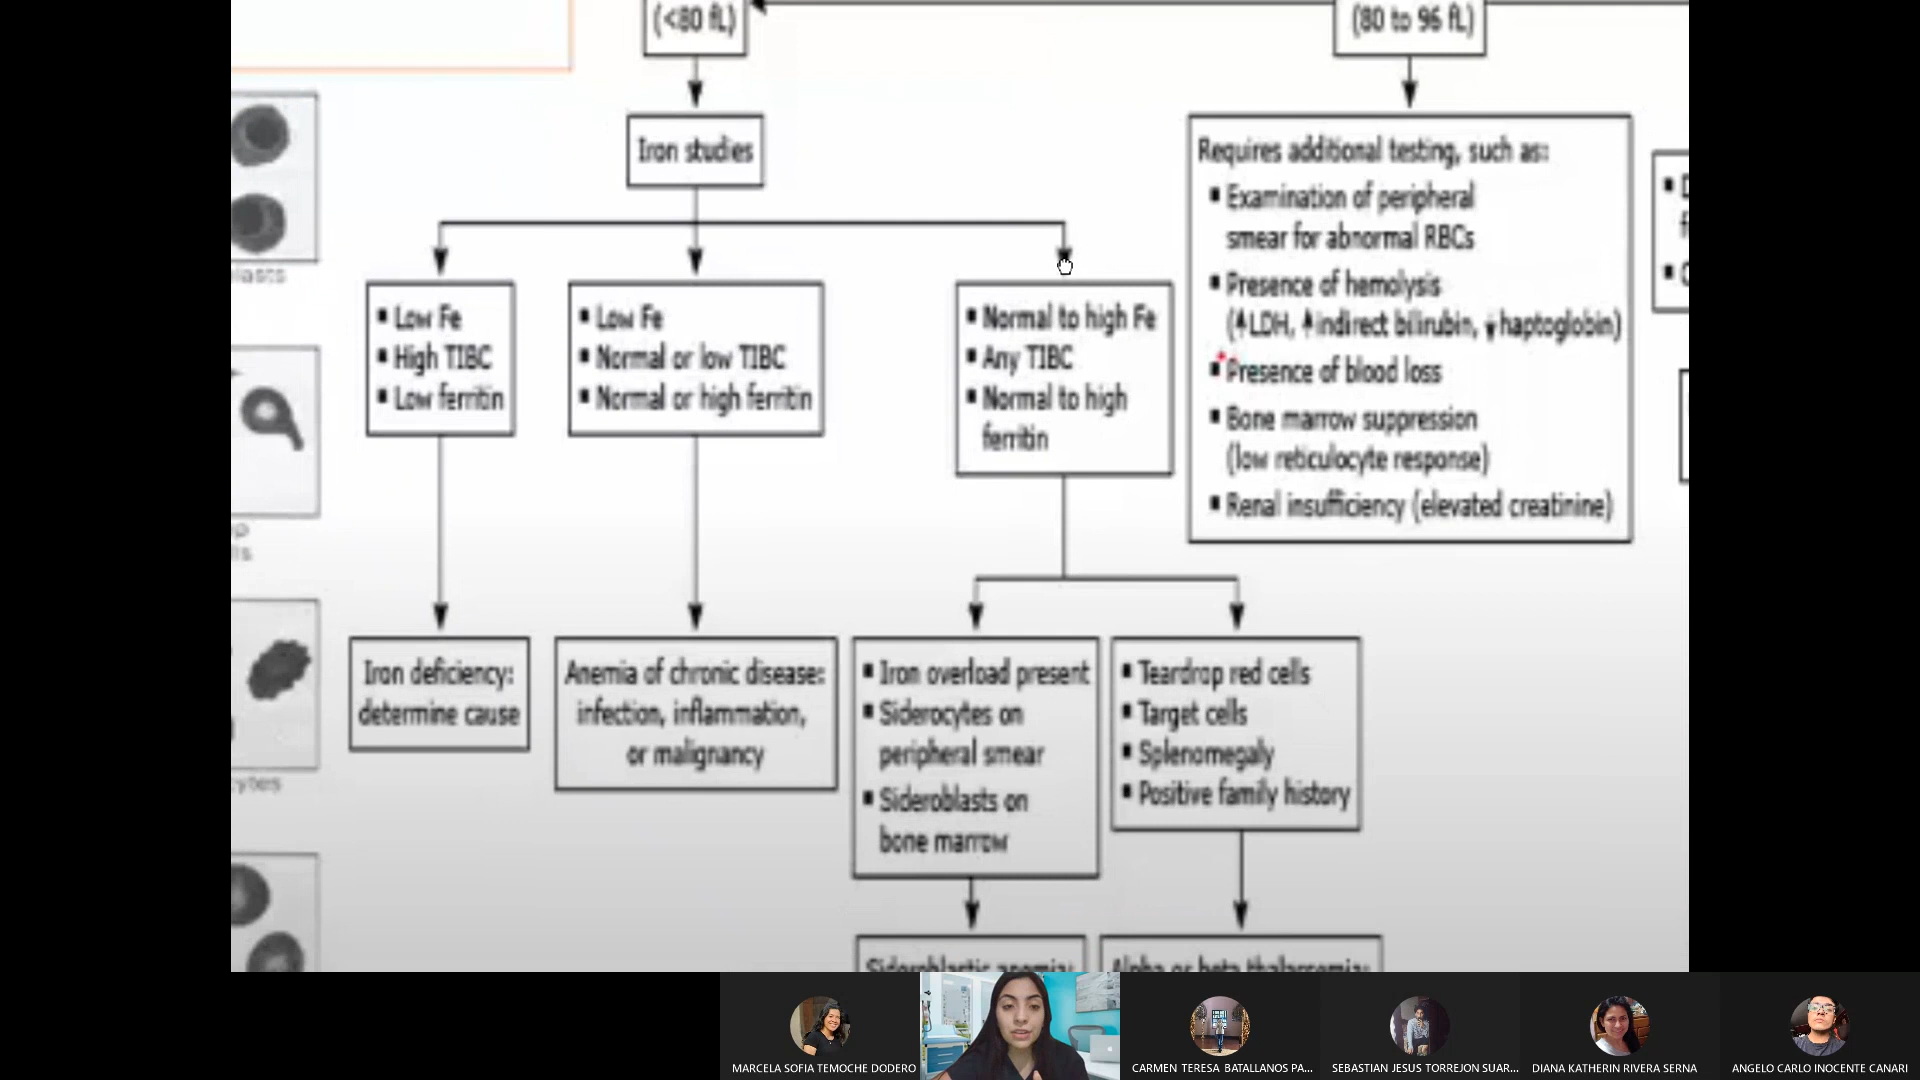 (<80 fL)
(80 to 96 fL)
Iron studies
▪ Low Fe
▪ High TIBC
▪ Low ferritin
▪ Low Fe
▪ Normal or low TIBC
▪ Normal or high ferritin
▪ Normal to high Fe
▪ Any TIBC
▪ Normal to high
ferritin
Requires additional testing, such as:
▪ Examination of peripheral
smear for abnormal RBCs
▪ Presence of hemolysis
(↑LDH, ↑indirect bilirubin, ↓haptoglobin)
▪ Presence of blood loss
▪ Bone marrow suppression
(low reticulocyte response)
▪ Renal insufficiency (elevated creatinine)
Iron deficiency:
determine cause
Anemia of chronic disease:
infection, inflammation,
or malignancy
▪ Iron overload present
▪ Siderocytes on
peripheral smear
▪ Sideroblasts on
bone marrow
▪ Teardrop red cells
▪ Target cells
▪ Splenomegaly
▪ Positive family history
Sideroblastic anemia:
Alpha or beta thalassemia:
MARCELA SOFIA TEMOCHE DODERO
CARMEN TERESA BATALLANOS PA...
SEBASTIAN JESUS TORREJON SUAR...
DIANA KATHERIN RIVERA SERNA
ANGELO CARLO INOCENTE CANARI